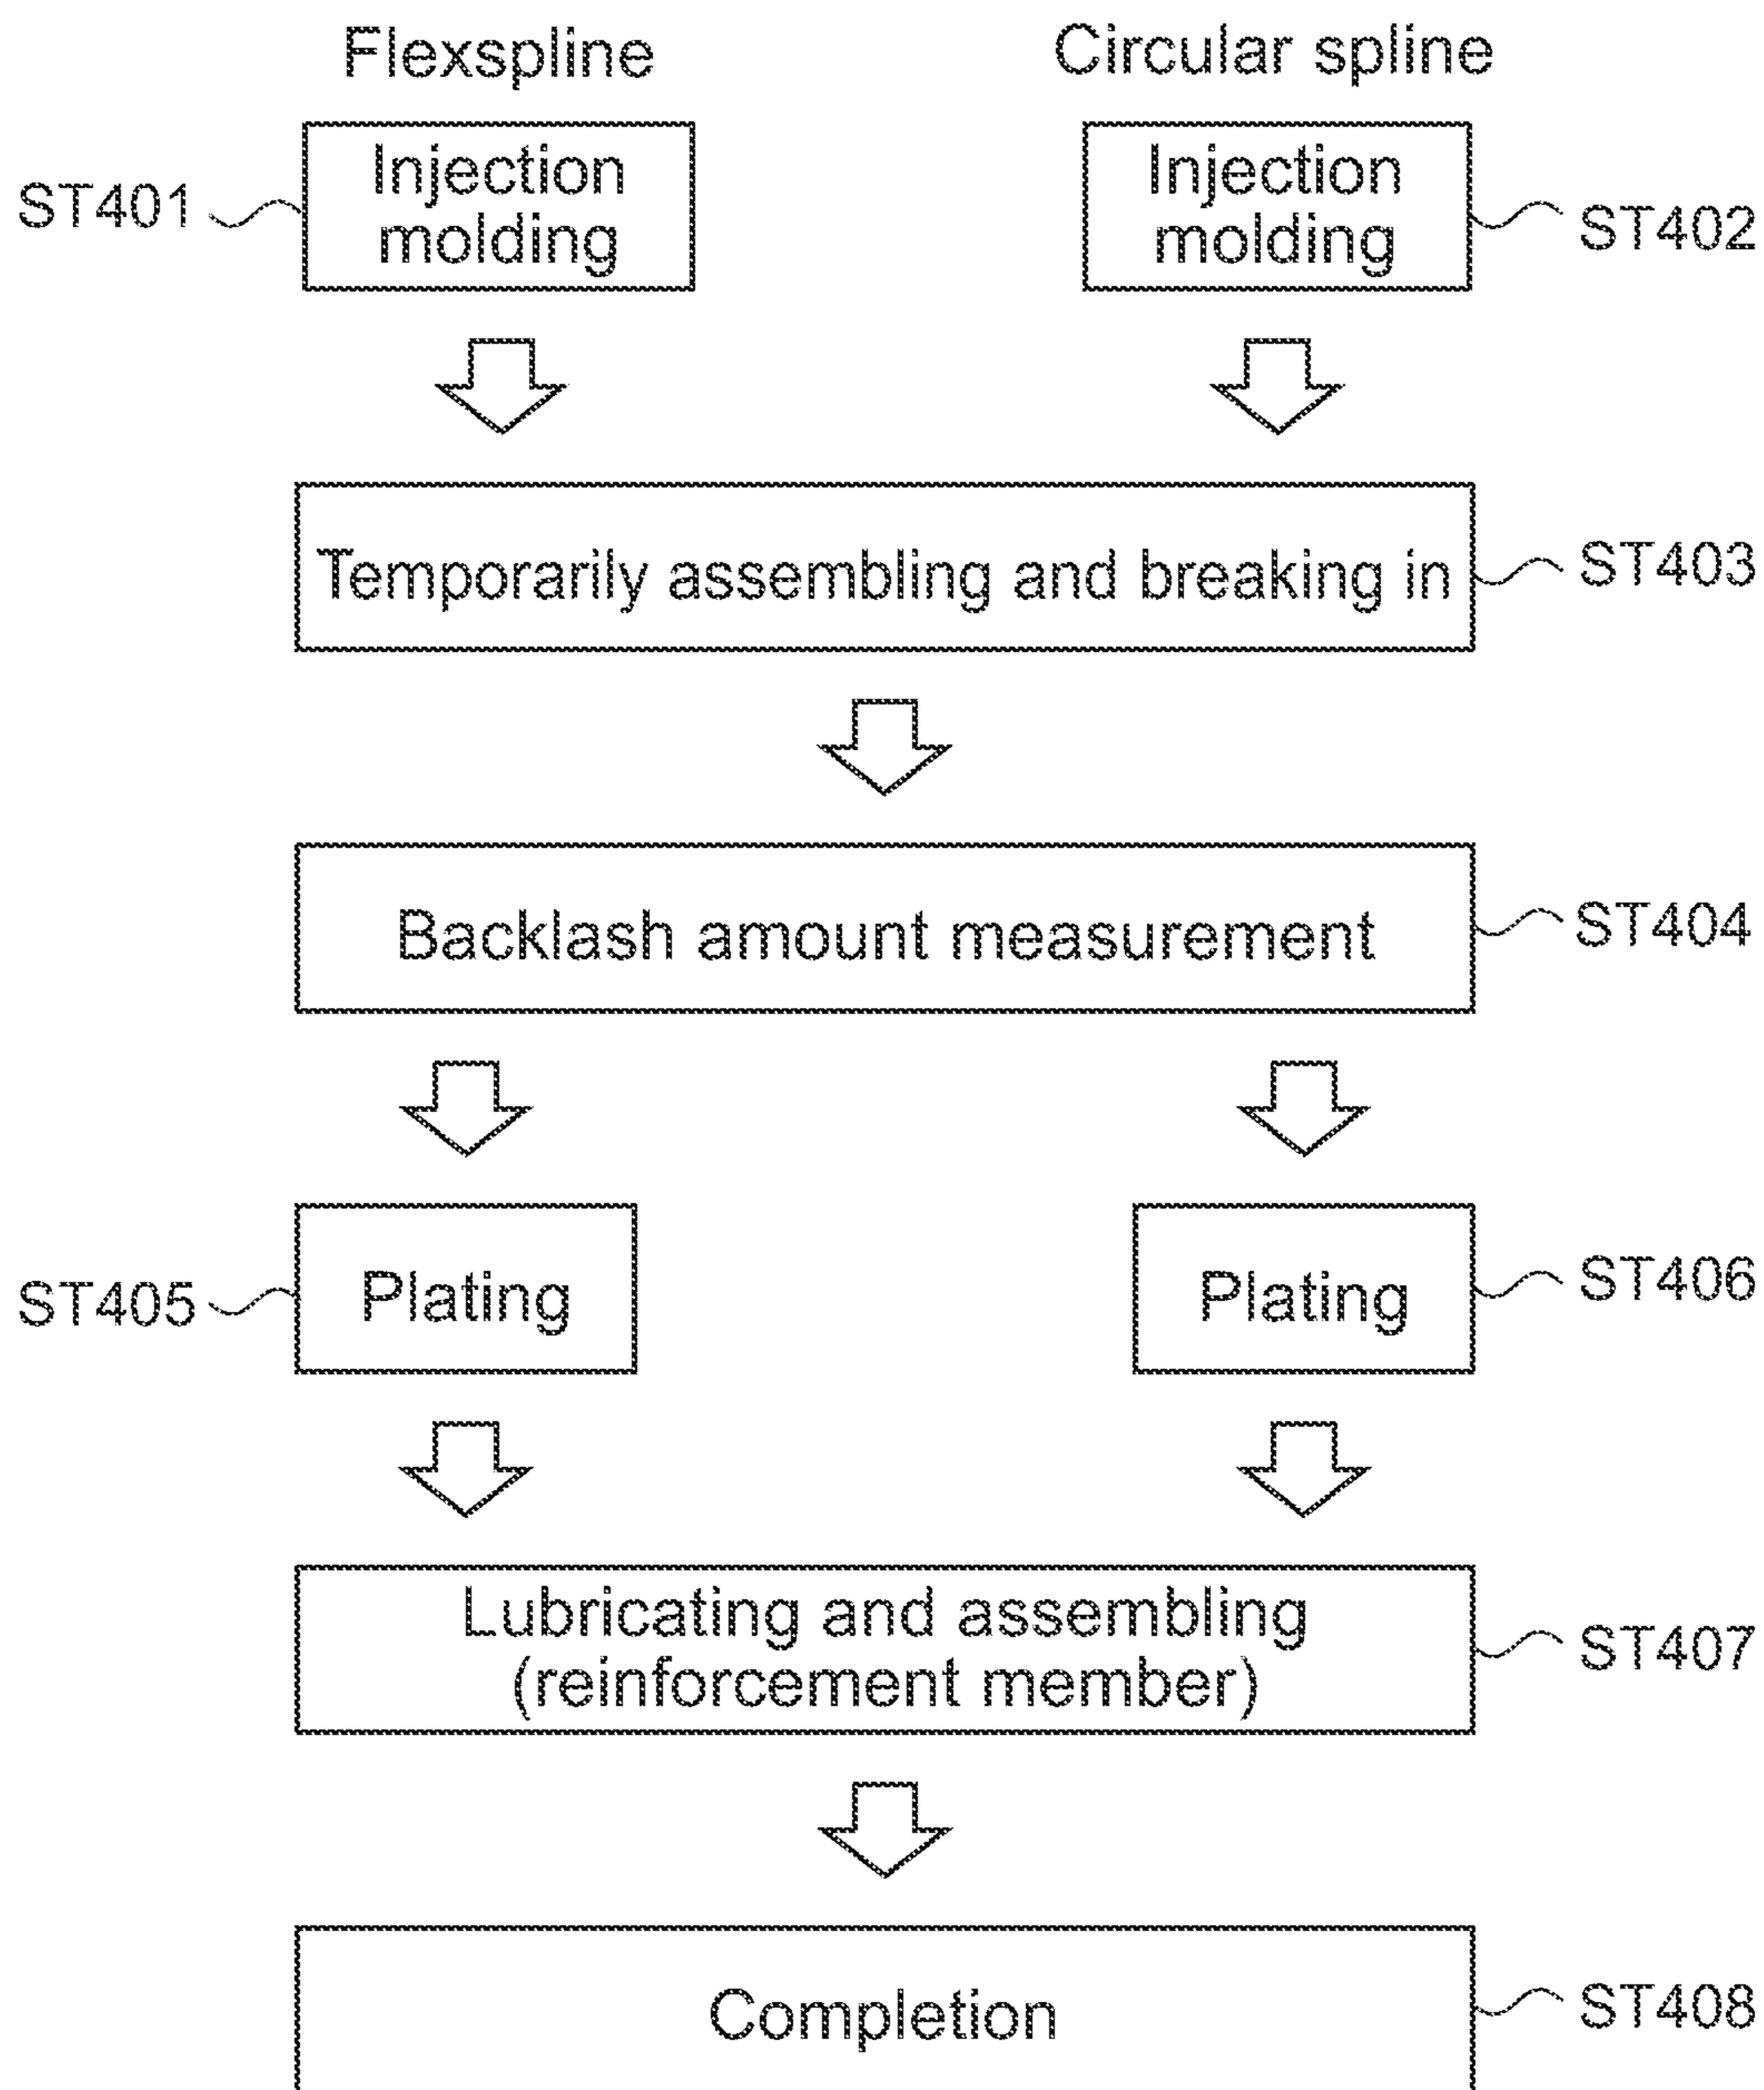 Flexspline
Circular spline
ST401
Injection
molding
Injection
molding
ST402
Temporarily assembling and breaking in
ST403
Backlash amount measurement
ST404
ST405
Plating
Plating
ST406
Lubricating and assembling
(reinforcement member)
ST407
Completion
ST408